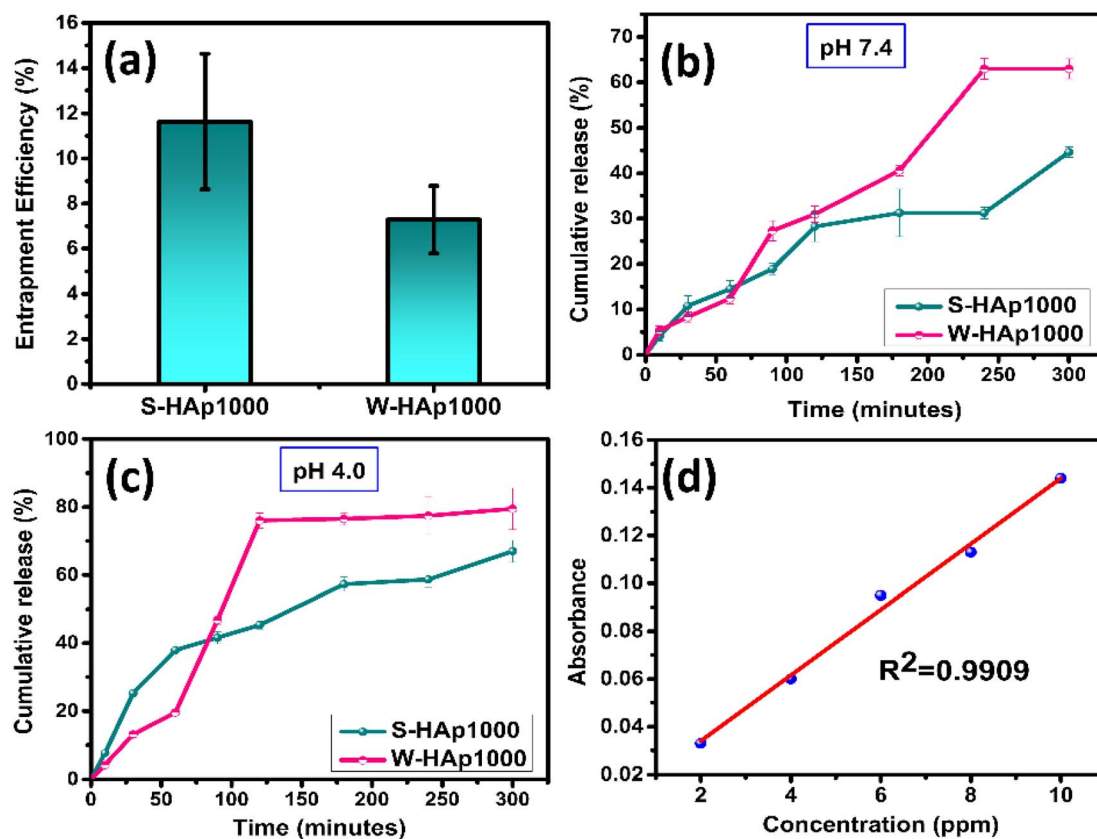 (a)
Entrapment Efficiency (%)
16
14
12
10
8
6
4
2
0
S-HAp1000 W-HAp1000
(b)
pH 7.4
Cumulative release (%)
70
60
50
40
30
20
10
0
S-HAp1000
W-HAp1000
0 50 100 150 200 250 300
Time (minutes)
(c)
pH 4.0
Cumulative release (%)
100
80
60
40
20
0
S-HAp1000
W-HAp1000
0 50 100 150 200 250 300
Time (minutes)
(d)
Absorbance
0.16
0.14
0.12
0.10
0.08
0.06
0.04
0.02
R²=0.9909
2 4 6 8 10
Concentration (ppm)